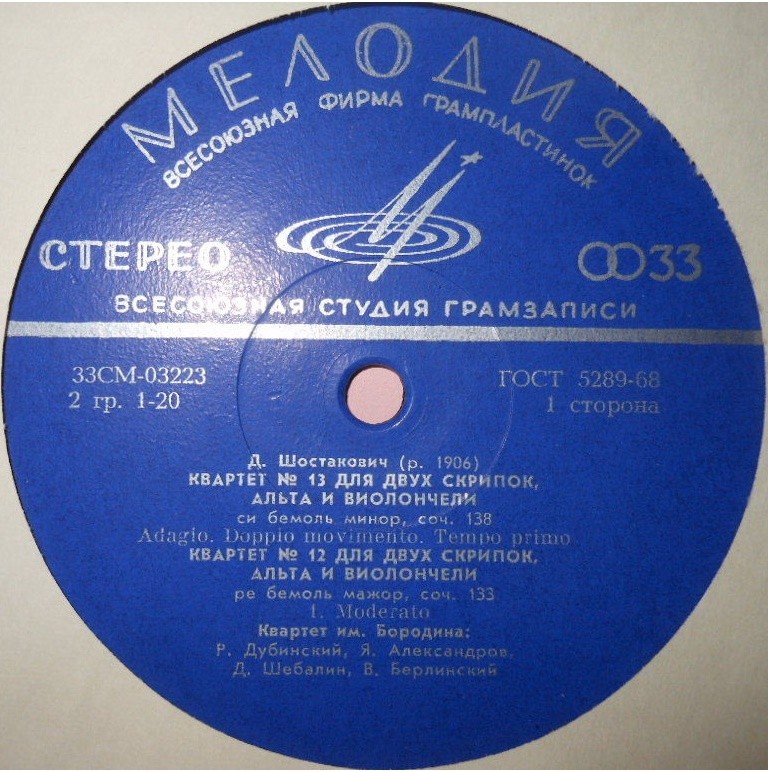 МЕЛОДИЯ
ВСЕСОЮЗНАЯ ФИРМА ГРАМПЛАСТИНОК
СТЕРЕО
33
ВСЕСОЮЗНАЯ СТУДИЯ ГРАМЗАПИСИ
33СМ-03223
ГОСТ 5289-68
2 гр. 1-20
1 сторона
Д. Шостакович (р. 1906)
КВАРТЕТ № 13 ДЛЯ ДВУХ СКРИПОК,
АЛЬТА И ВИОЛОНЧЕЛИ
си бемоль минор, соч. 138
Adagio. Doppio movimento. Tempo primo
КВАРТЕТ № 12 ДЛЯ ДВУХ СКРИПОК,
АЛЬТА И ВИОЛОНЧЕЛИ
ре бемоль мажор, соч. 133
1. Moderato
Квартет им. Бородина:
Р. Дубинский, Я. Александров,
Д. Шебалин, В. Берлинский